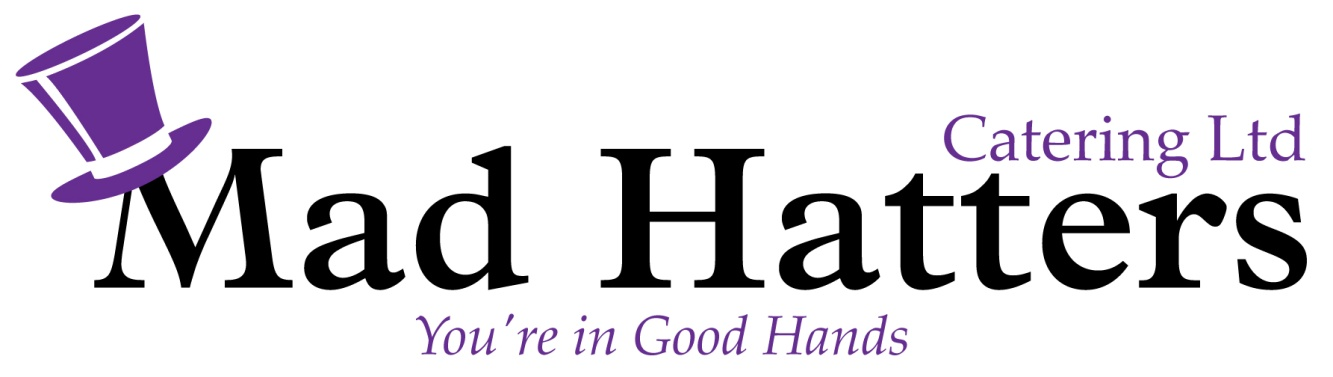 Catering Ltd
Mad Hatters
You're in Good Hands